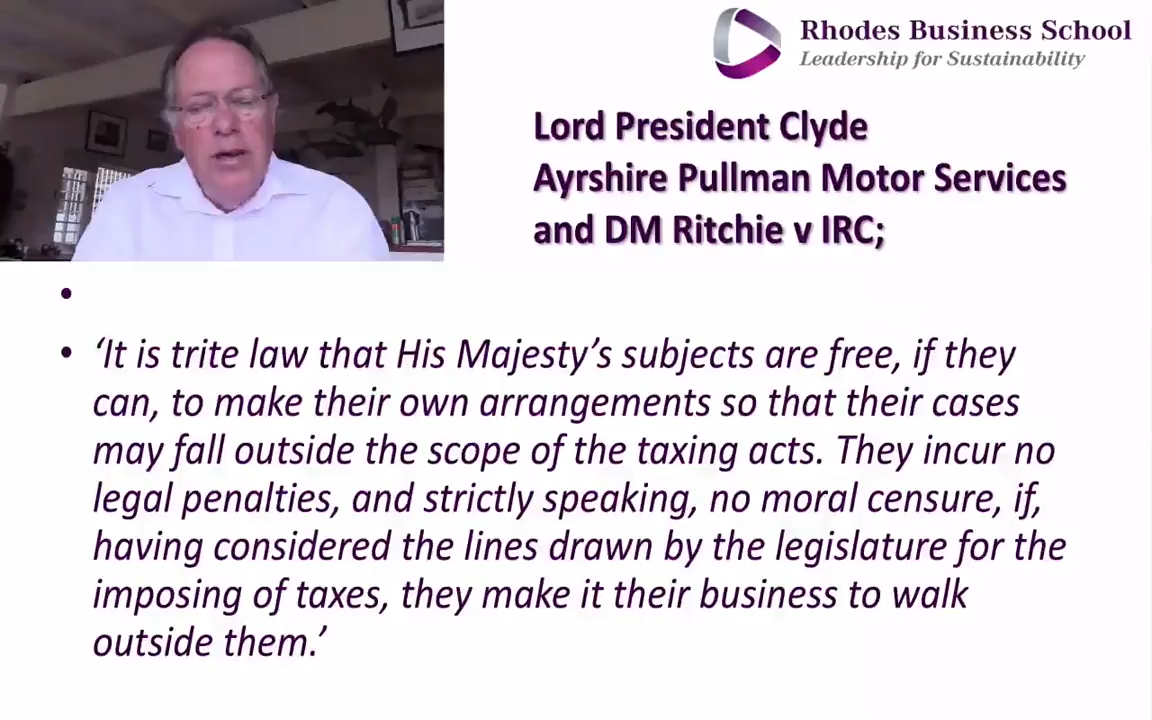 Rhodes Business School
Leadership for Sustainability
Lord President Clyde
Ayrshire Pullman Motor Services
and DM Ritchie v IRC;
•
• ‘It is trite law that His Majesty’s subjects are free, if they
can, to make their own arrangements so that their cases
may fall outside the scope of the taxing acts. They incur no
legal penalties, and strictly speaking, no moral censure, if,
having considered the lines drawn by the legislature for the
imposing of taxes, they make it their business to walk
outside them.’